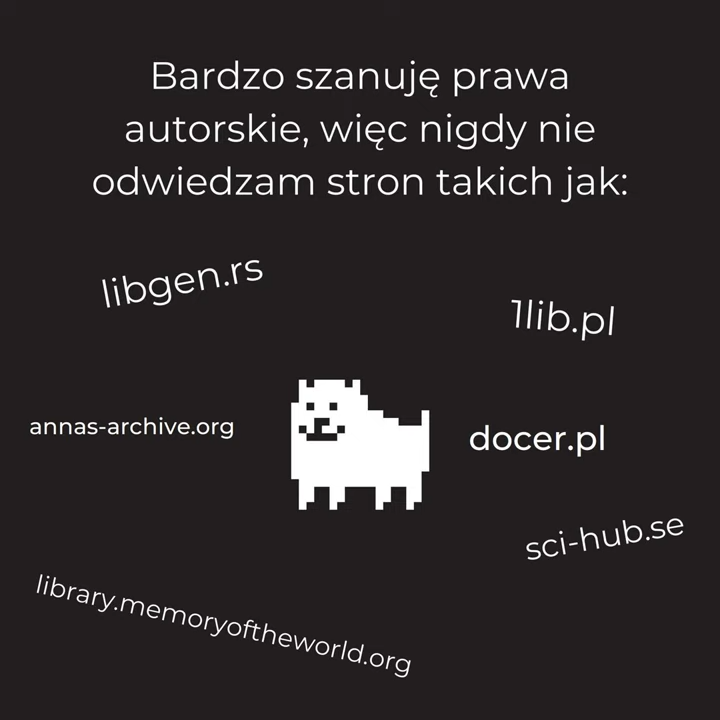 Bardzo szanuję prawa
autorskie, więc nigdy nie
odwiedzam stron takich jak:
libgen.rs
1lib.pl
annas-archive.org
docer.pl
sci-hub.se
library.memoryoftheworld.org